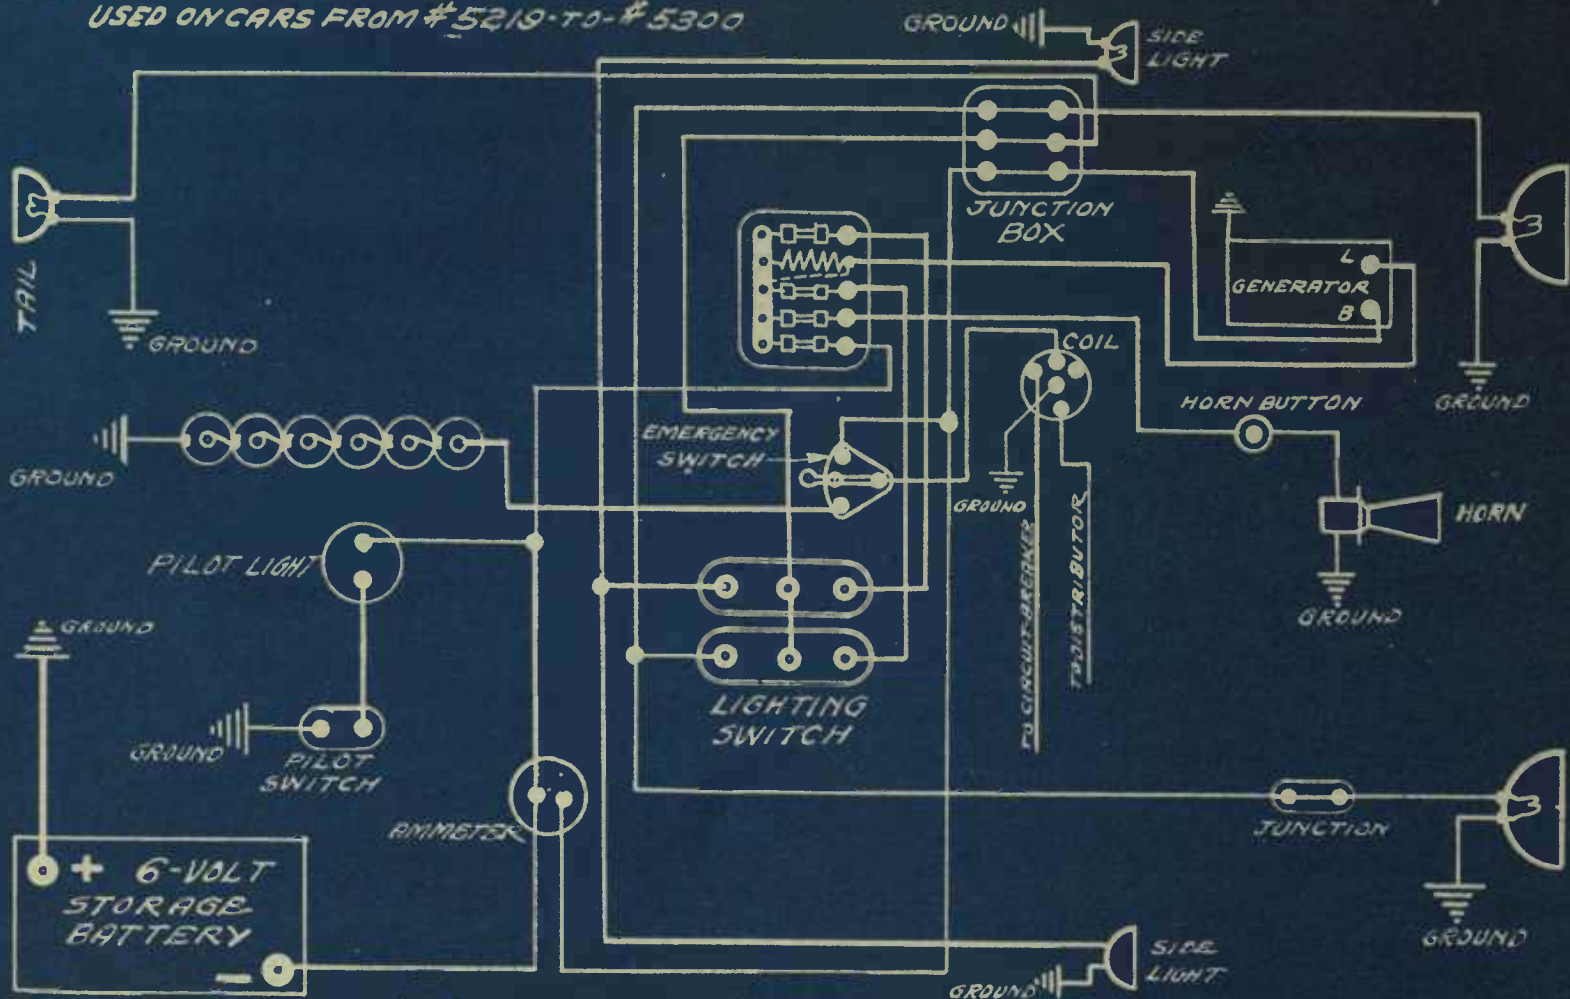 USED ON CARS FROM #5219-TO-#5300
GROUND
SIDE
LIGHT
JUNCTION
BOX
L
GENERATOR
B
TAIL
GROUND
COIL
HORN BUTTON
GROUND
EMERGENCY
SWITCH
GROUND
GROUND
HORN
PILOT LIGHT
TO CIRCUIT-BREAKER
TO DISTRIBUTOR
GROUND
GROUND
LIGHTING
SWITCH
GROUND
PILOT
SWITCH
AMMETER
JUNCTION
+ 6-VOLT
STORAGE
BATTERY
-
GROUND
SIDE
LIGHT
GROUND